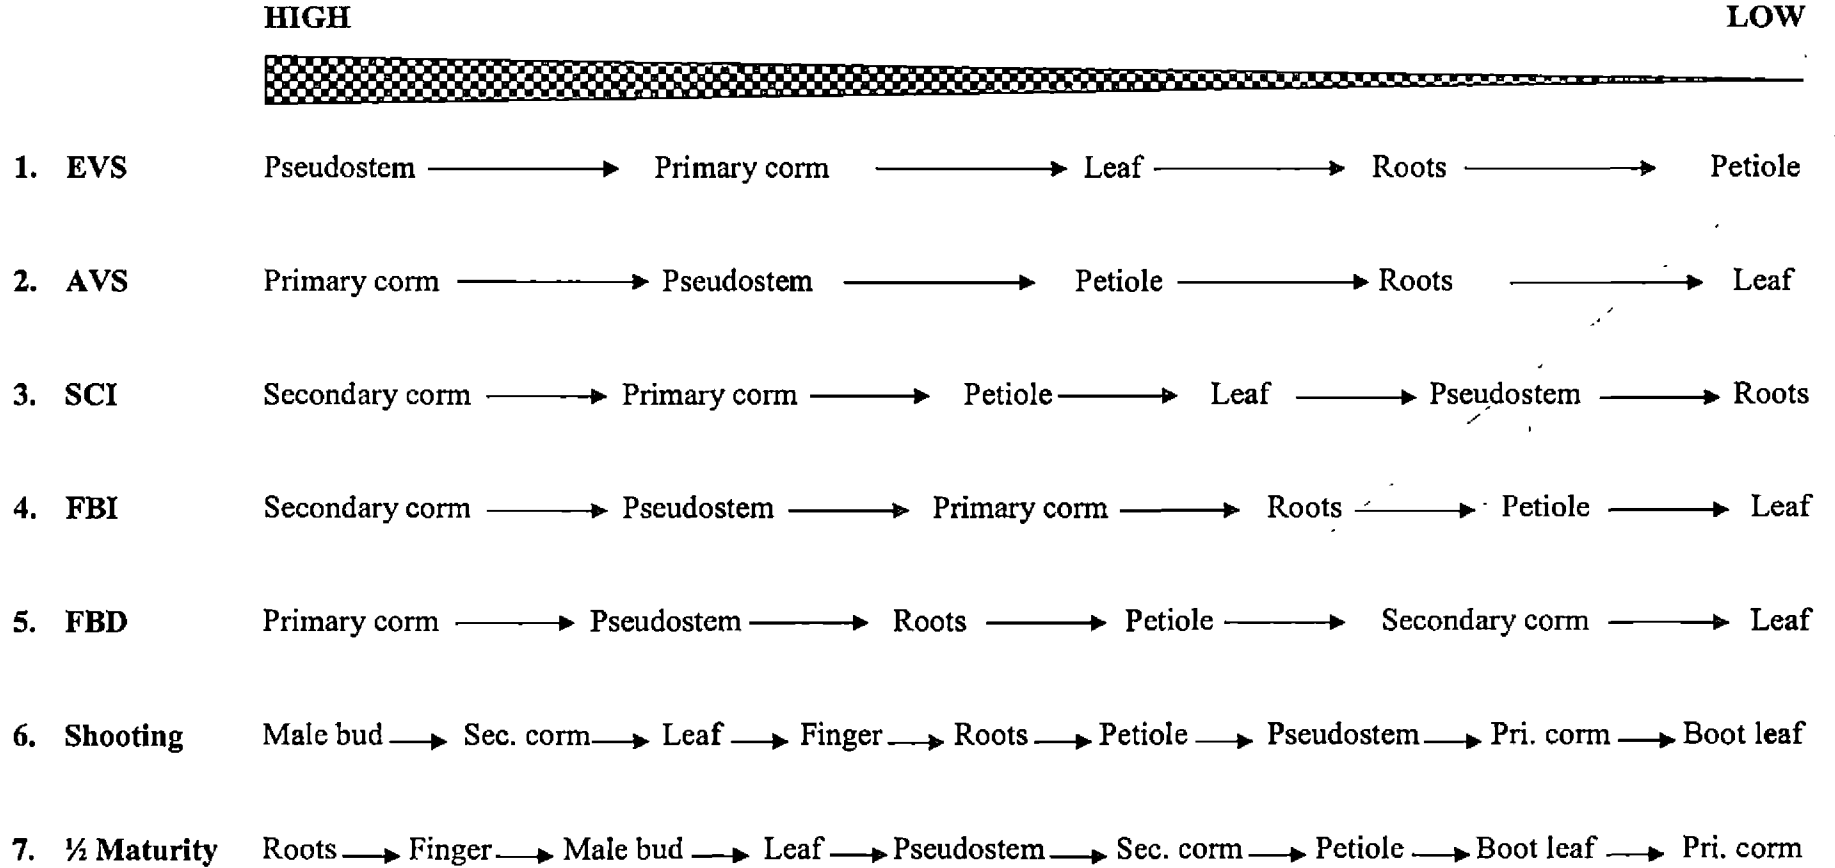 HIGH LOW
1. EVS Pseudostem Primary corm Leaf Roots Petiole
2. AVS Primary corm Pseudostem Petiole Roots Leaf
3. SCI Secondary corm Primary corm Petiole Leaf Pseudostem Roots
4. FBI Secondary corm Pseudostem Primary corm Roots Petiole Leaf
5. FBD Primary corm Pseudostem Roots Petiole Secondary corm Leaf
6. Shooting Male bud Sec. corm Leaf Finger Roots Petiole Pseudostem Pri. corm Boot leaf
7. ½ Maturity Roots Finger Male bud Leaf Pseudostem Sec. corm Petiole Boot leaf Pri. corm